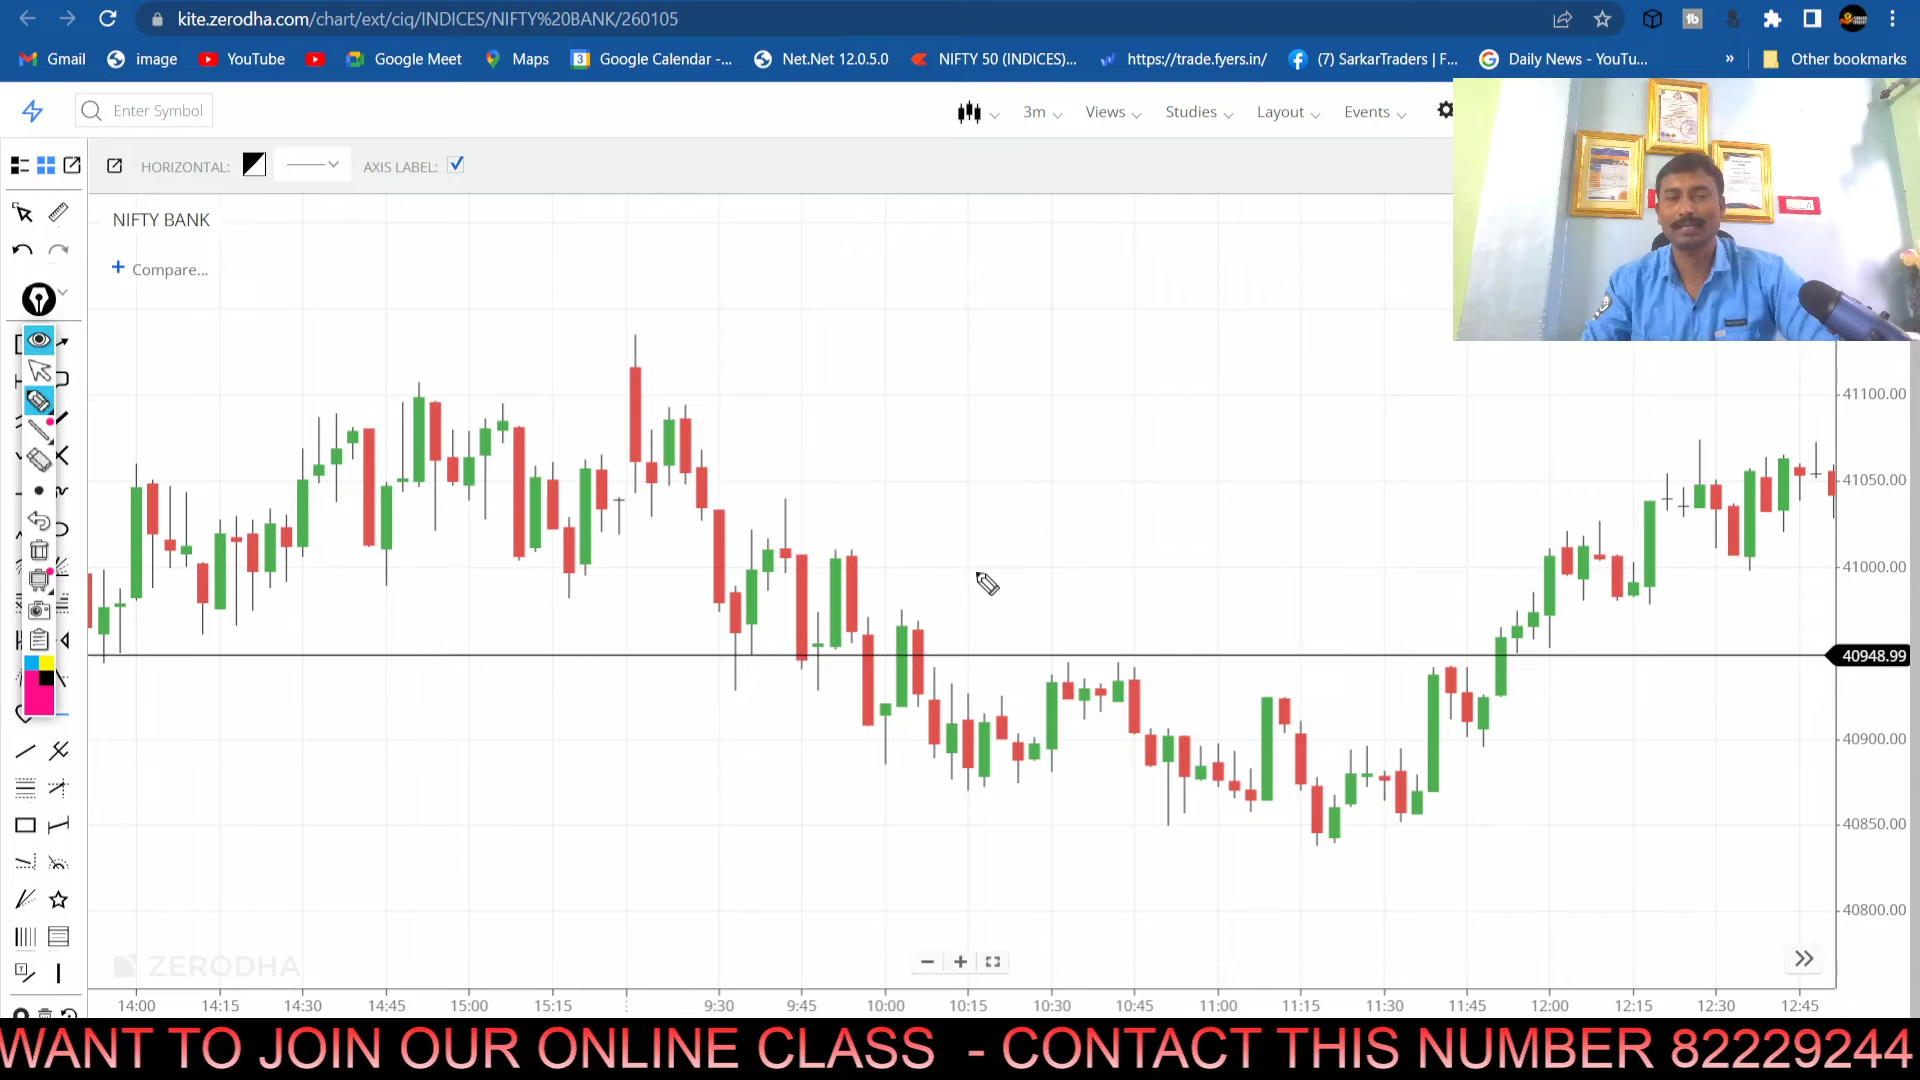 kite.zerodha.com/chart/ext/ciq/INDICES/NIFTY%20BANK/260105
Gmail
image
YouTube
Google Meet
3
Maps
Google Calendar -...
Net.Net 12.0.5.0
NIFTY 50 (INDICES)...
https://trade.fyers.in/
(7) SarkarTraders | F...
Daily News - YouTu...
»
Other bookmarks
Enter Symbol
3m
Views
Studies
Layout
Events
HORIZONTAL:
AXIS LABEL:
NIFTY BANK
+ Compare...
41100.00
41050.00
41000.00
40948.99
40900.00
40850.00
40800.00
ZERODHA
14:00 14:15 14:30 14:45 15:00 15:15 9:30 9:45 10:00 10:15 10:30 10:45 11:00 11:15 11:30 11:45 12:00 12:15 12:30 12:45
WANT TO JOIN OUR ONLINE CLASS - CONTACT THIS NUMBER 82229244